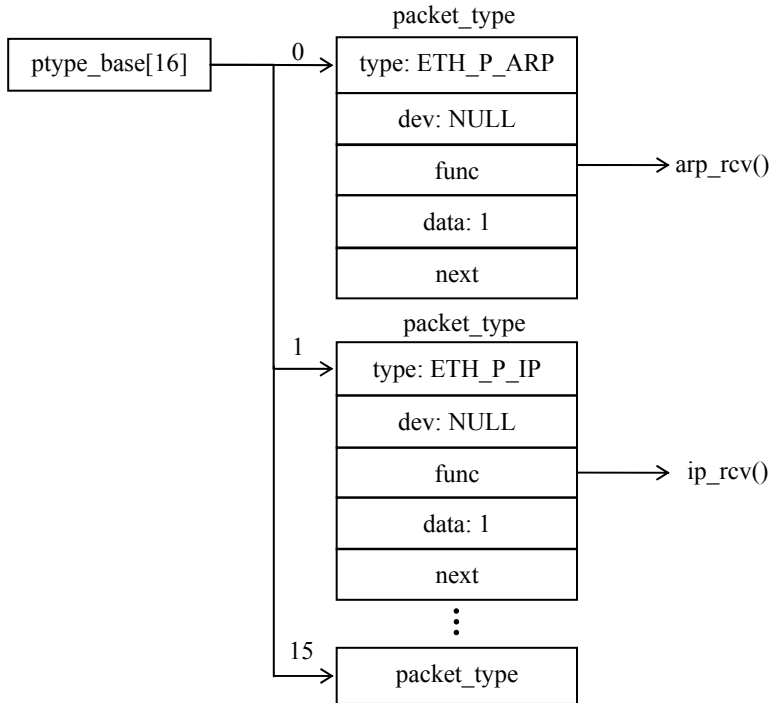 packet_type
ptype_base[16]
0
type: ETH_P_ARP
dev: NULL
func
arp_rcv()
data: 1
next
packet_type
1
type: ETH_P_IP
dev: NULL
func
ip_rcv()
data: 1
next
15
packet_type